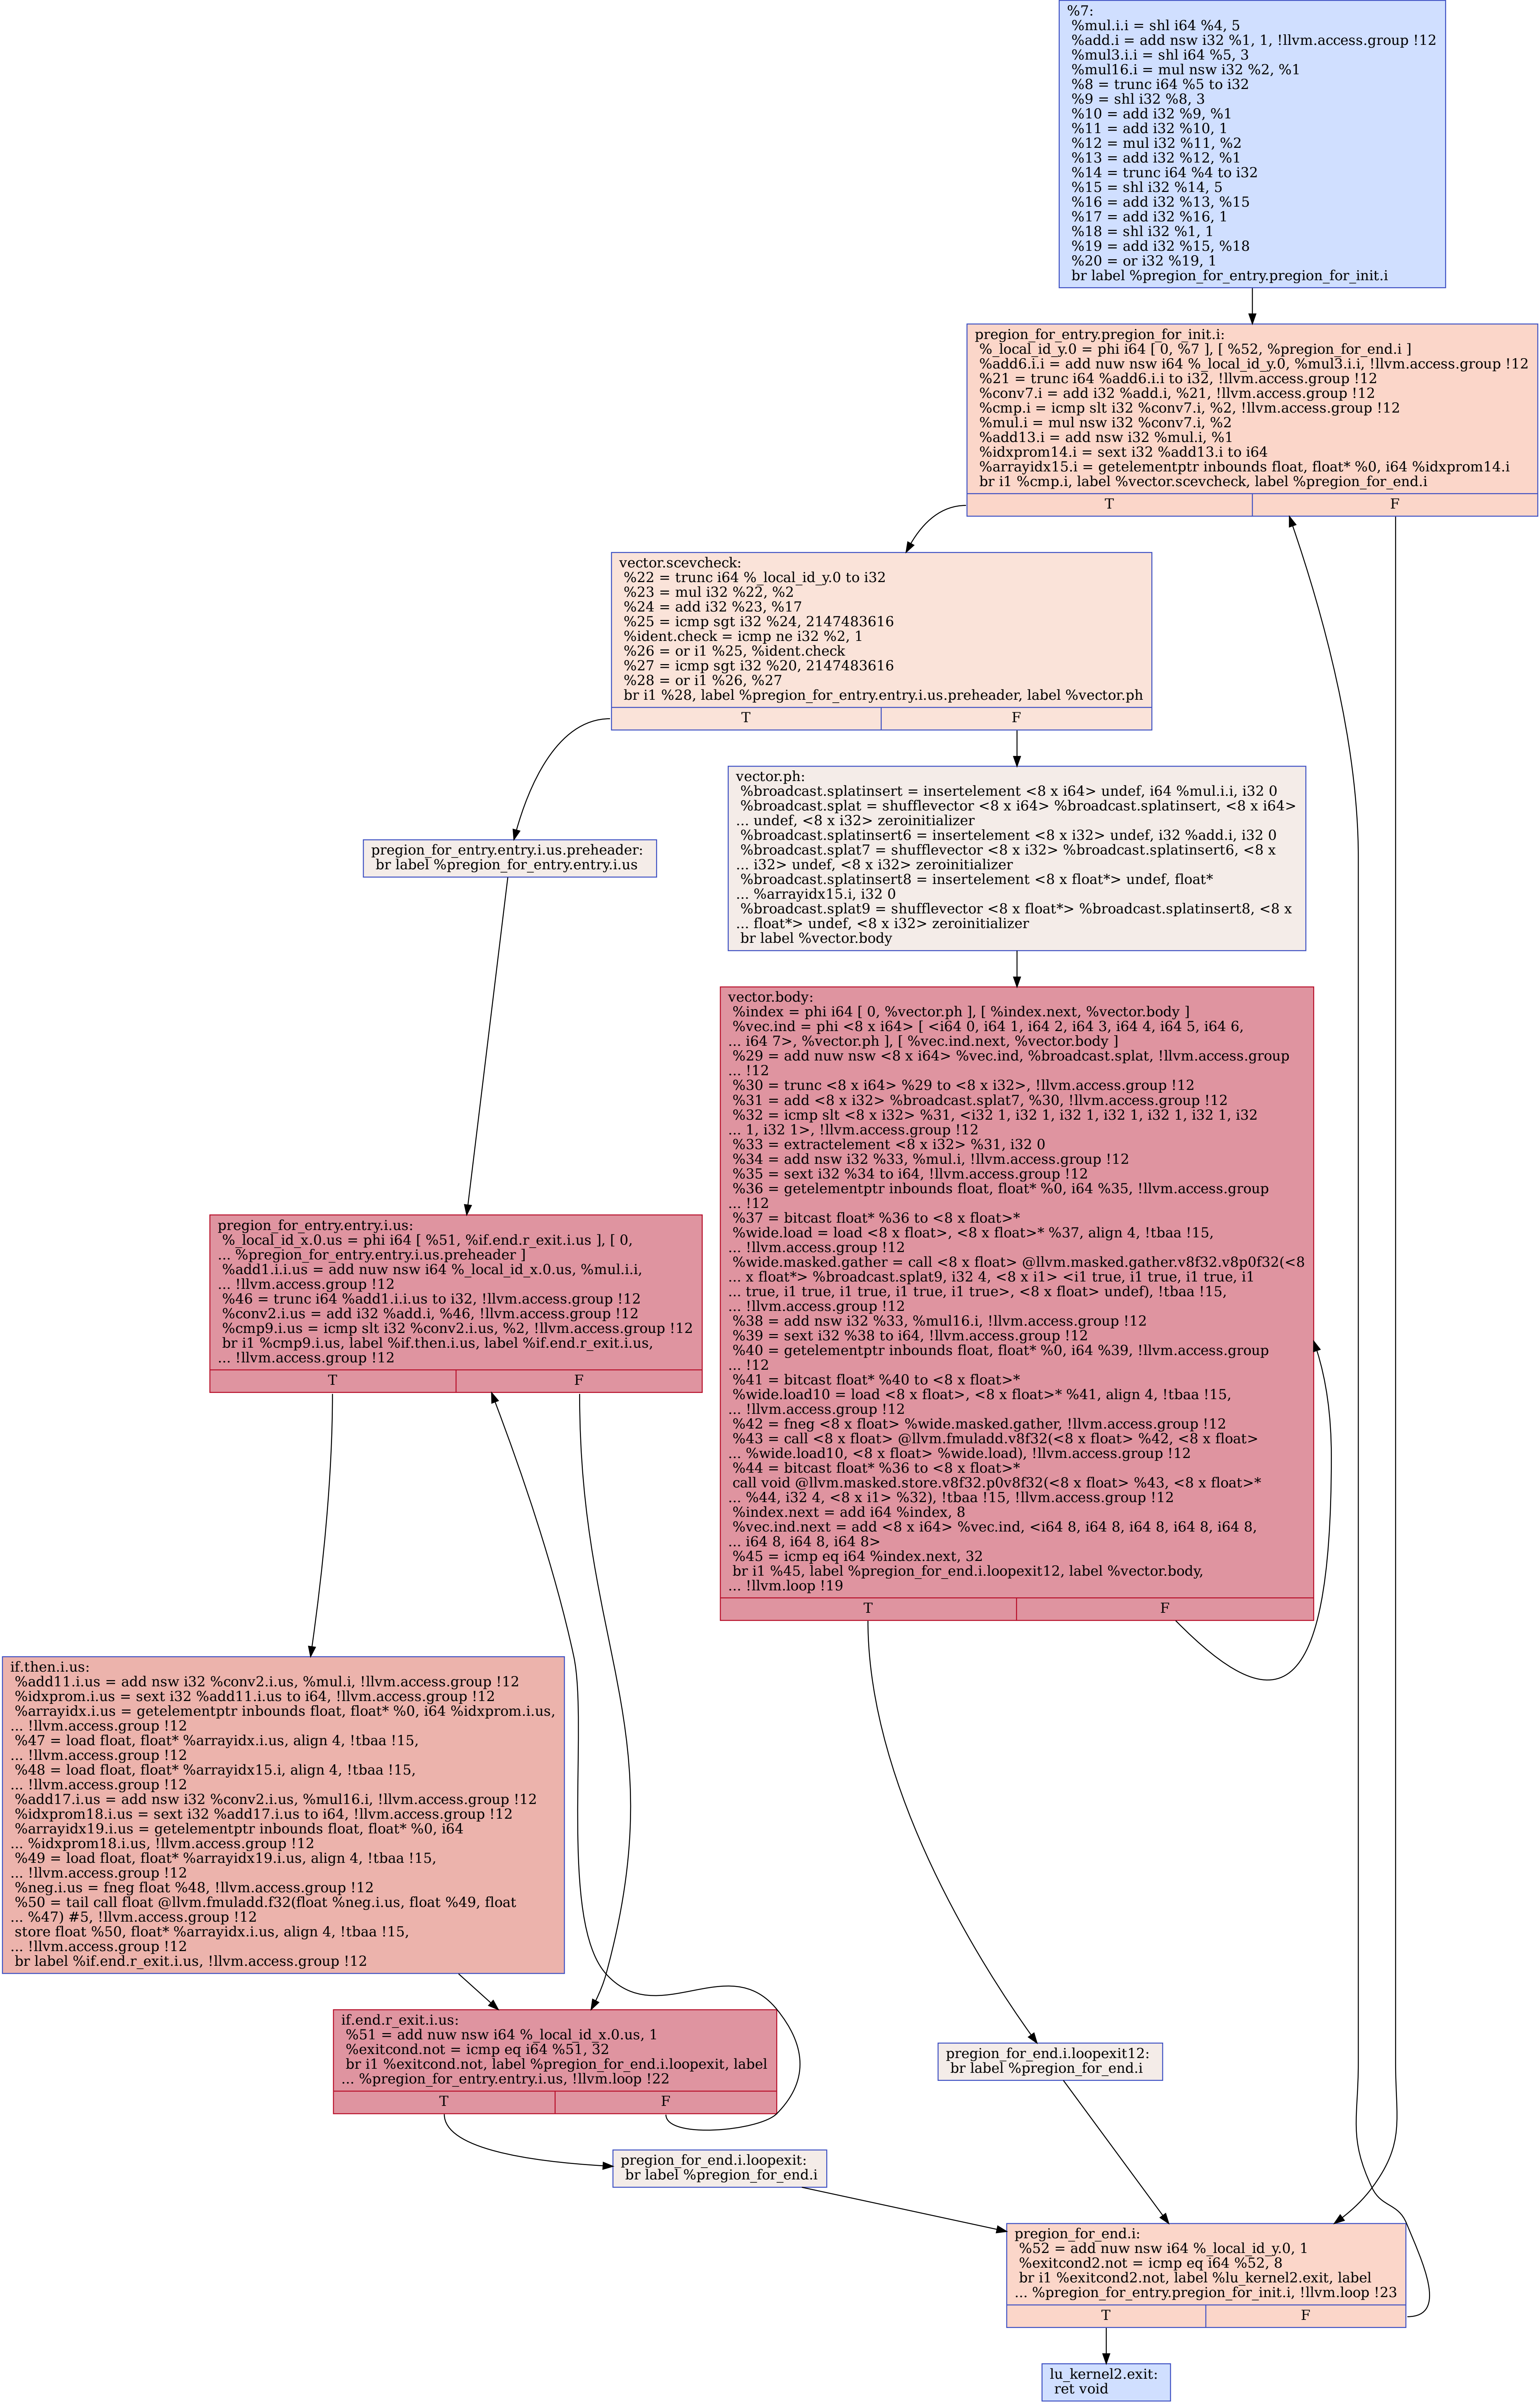 %7:
%mul.i.i = shl i64 %4, 5
%add.i = add nsw i32 %1, 1, !llvm.access.group !12
%mul3.i.i = shl i64 %5, 3
%mul16.i = mul nsw i32 %2, %1
%8 = trunc i64 %5 to i32
%9 = shl i32 %8, 3
%10 = add i32 %9, %1
%11 = add i32 %10, 1
%12 = mul i32 %11, %2
%13 = add i32 %12, %1
%14 = trunc i64 %4 to i32
%15 = shl i32 %14, 5
%16 = add i32 %13, %15
%17 = add i32 %16, 1
%18 = shl i32 %1, 1
%19 = add i32 %15, %18
%20 = or i32 %19, 1
br label %pregion_for_entry.pregion_for_init.i
pregion_for_entry.pregion_for_init.i:
%_local_id_y.0 = phi i64 [ 0, %7 ], [ %52, %pregion_for_end.i ]
%add6.i.i = add nuw nsw i64 %_local_id_y.0, %mul3.i.i, !llvm.access.group !12
%21 = trunc i64 %add6.i.i to i32, !llvm.access.group !12
%conv7.i = add i32 %add.i, %21, !llvm.access.group !12
%cmp.i = icmp slt i32 %conv7.i, %2, !llvm.access.group !12
%mul.i = mul nsw i32 %conv7.i, %2
%add13.i = add nsw i32 %mul.i, %1
%idxprom14.i = sext i32 %add13.i to i64
%arrayidx15.i = getelementptr inbounds float, float* %0, i64 %idxprom14.i
br i1 %cmp.i, label %vector.scevcheck, label %pregion_for_end.i
T
F
vector.scevcheck:
%22 = trunc i64 %_local_id_y.0 to i32
%23 = mul i32 %22, %2
%24 = add i32 %23, %17
%25 = icmp sgt i32 %24, 2147483616
%ident.check = icmp ne i32 %2, 1
%26 = or i1 %25, %ident.check
%27 = icmp sgt i32 %20, 2147483616
%28 = or i1 %26, %27
br i1 %28, label %pregion_for_entry.entry.i.us.preheader, label %vector.ph
T
F
vector.ph:
%broadcast.splatinsert = insertelement <8 x i64> undef, i64 %mul.i.i, i32 0
%broadcast.splat = shufflevector <8 x i64> %broadcast.splatinsert, <8 x i64>
... undef, <8 x i32> zeroinitializer
%broadcast.splatinsert6 = insertelement <8 x i32> undef, i32 %add.i, i32 0
%broadcast.splat7 = shufflevector <8 x i32> %broadcast.splatinsert6, <8 x
... i32> undef, <8 x i32> zeroinitializer
%broadcast.splatinsert8 = insertelement <8 x float*> undef, float*
... %arrayidx15.i, i32 0
%broadcast.splat9 = shufflevector <8 x float*> %broadcast.splatinsert8, <8 x
... float*> undef, <8 x i32> zeroinitializer
br label %vector.body
pregion_for_entry.entry.i.us.preheader:
br label %pregion_for_entry.entry.i.us
vector.body:
%index = phi i64 [ 0, %vector.ph ], [ %index.next, %vector.body ]
%vec.ind = phi <8 x i64> [ <i64 0, i64 1, i64 2, i64 3, i64 4, i64 5, i64 6,
... i64 7>, %vector.ph ], [ %vec.ind.next, %vector.body ]
%29 = add nuw nsw <8 x i64> %vec.ind, %broadcast.splat, !llvm.access.group
... !12
%30 = trunc <8 x i64> %29 to <8 x i32>, !llvm.access.group !12
%31 = add <8 x i32> %broadcast.splat7, %30, !llvm.access.group !12
%32 = icmp slt <8 x i32> %31, <i32 1, i32 1, i32 1, i32 1, i32 1, i32 1, i32
... 1, i32 1>, !llvm.access.group !12
%33 = extractelement <8 x i32> %31, i32 0
%34 = add nsw i32 %33, %mul.i, !llvm.access.group !12
%35 = sext i32 %34 to i64, !llvm.access.group !12
%36 = getelementptr inbounds float, float* %0, i64 %35, !llvm.access.group
... !12
%37 = bitcast float* %36 to <8 x float>*
%wide.load = load <8 x float>, <8 x float>* %37, align 4, !tbaa !15,
... !llvm.access.group !12
%wide.masked.gather = call <8 x float> @llvm.masked.gather.v8f32.v8p0f32(<8
... x float*> %broadcast.splat9, i32 4, <8 x i1> <i1 true, i1 true, i1 true, i1
... true, i1 true, i1 true, i1 true, i1 true>, <8 x float> undef), !tbaa !15,
... !llvm.access.group !12
%38 = add nsw i32 %33, %mul16.i, !llvm.access.group !12
%39 = sext i32 %38 to i64, !llvm.access.group !12
%40 = getelementptr inbounds float, float* %0, i64 %39, !llvm.access.group
... !12
%41 = bitcast float* %40 to <8 x float>*
%wide.load10 = load <8 x float>, <8 x float>* %41, align 4, !tbaa !15,
... !llvm.access.group !12
%42 = fneg <8 x float> %wide.masked.gather, !llvm.access.group !12
%43 = call <8 x float> @llvm.fmuladd.v8f32(<8 x float> %42, <8 x float>
... %wide.load10, <8 x float> %wide.load), !llvm.access.group !12
%44 = bitcast float* %36 to <8 x float>*
call void @llvm.masked.store.v8f32.p0v8f32(<8 x float> %43, <8 x float>*
... %44, i32 4, <8 x i1> %32), !tbaa !15, !llvm.access.group !12
%index.next = add i64 %index, 8
%vec.ind.next = add <8 x i64> %vec.ind, <i64 8, i64 8, i64 8, i64 8, i64 8,
... i64 8, i64 8, i64 8>
%45 = icmp eq i64 %index.next, 32
br i1 %45, label %pregion_for_end.i.loopexit12, label %vector.body,
... !llvm.loop !19
T
F
pregion_for_entry.entry.i.us:
%_local_id_x.0.us = phi i64 [ %51, %if.end.r_exit.i.us ], [ 0,
... %pregion_for_entry.entry.i.us.preheader ]
%add1.i.i.us = add nuw nsw i64 %_local_id_x.0.us, %mul.i.i,
... !llvm.access.group !12
%46 = trunc i64 %add1.i.i.us to i32, !llvm.access.group !12
%conv2.i.us = add i32 %add.i, %46, !llvm.access.group !12
%cmp9.i.us = icmp slt i32 %conv2.i.us, %2, !llvm.access.group !12
br i1 %cmp9.i.us, label %if.then.i.us, label %if.end.r_exit.i.us,
... !llvm.access.group !12
T
F
if.then.i.us:
%add11.i.us = add nsw i32 %conv2.i.us, %mul.i, !llvm.access.group !12
%idxprom.i.us = sext i32 %add11.i.us to i64, !llvm.access.group !12
%arrayidx.i.us = getelementptr inbounds float, float* %0, i64 %idxprom.i.us,
... !llvm.access.group !12
%47 = load float, float* %arrayidx.i.us, align 4, !tbaa !15,
... !llvm.access.group !12
%48 = load float, float* %arrayidx15.i, align 4, !tbaa !15,
... !llvm.access.group !12
%add17.i.us = add nsw i32 %conv2.i.us, %mul16.i, !llvm.access.group !12
%idxprom18.i.us = sext i32 %add17.i.us to i64, !llvm.access.group !12
%arrayidx19.i.us = getelementptr inbounds float, float* %0, i64
... %idxprom18.i.us, !llvm.access.group !12
%49 = load float, float* %arrayidx19.i.us, align 4, !tbaa !15,
... !llvm.access.group !12
%neg.i.us = fneg float %48, !llvm.access.group !12
%50 = tail call float @llvm.fmuladd.f32(float %neg.i.us, float %49, float
... %47) #5, !llvm.access.group !12
store float %50, float* %arrayidx.i.us, align 4, !tbaa !15,
... !llvm.access.group !12
br label %if.end.r_exit.i.us, !llvm.access.group !12
if.end.r_exit.i.us:
%51 = add nuw nsw i64 %_local_id_x.0.us, 1
%exitcond.not = icmp eq i64 %51, 32
br i1 %exitcond.not, label %pregion_for_end.i.loopexit, label
... %pregion_for_entry.entry.i.us, !llvm.loop !22
T
F
pregion_for_end.i.loopexit12:
br label %pregion_for_end.i
pregion_for_end.i.loopexit:
br label %pregion_for_end.i
pregion_for_end.i:
%52 = add nuw nsw i64 %_local_id_y.0, 1
%exitcond2.not = icmp eq i64 %52, 8
br i1 %exitcond2.not, label %lu_kernel2.exit, label
... %pregion_for_entry.pregion_for_init.i, !llvm.loop !23
T
F
lu_kernel2.exit:
ret void